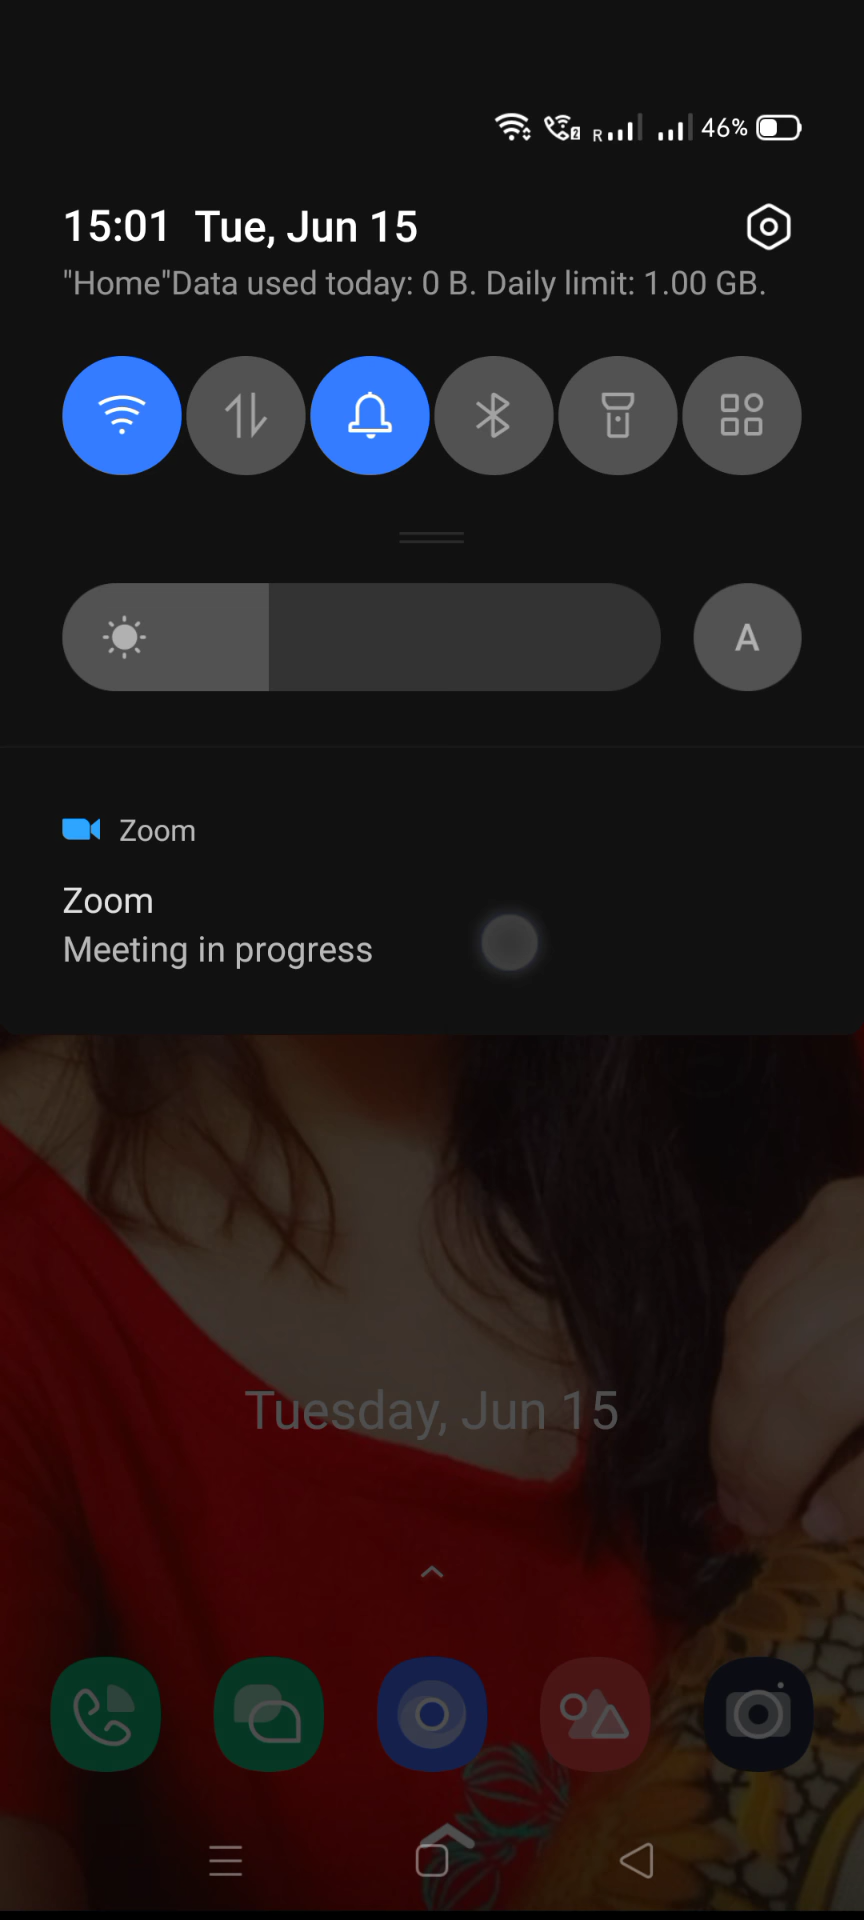 R 46%
15:01 Tue, Jun 15
"Home"Data used today: 0 B. Daily limit: 1.00 GB.
A
Zoom
Zoom
Meeting in progress
Tuesday, Jun 15